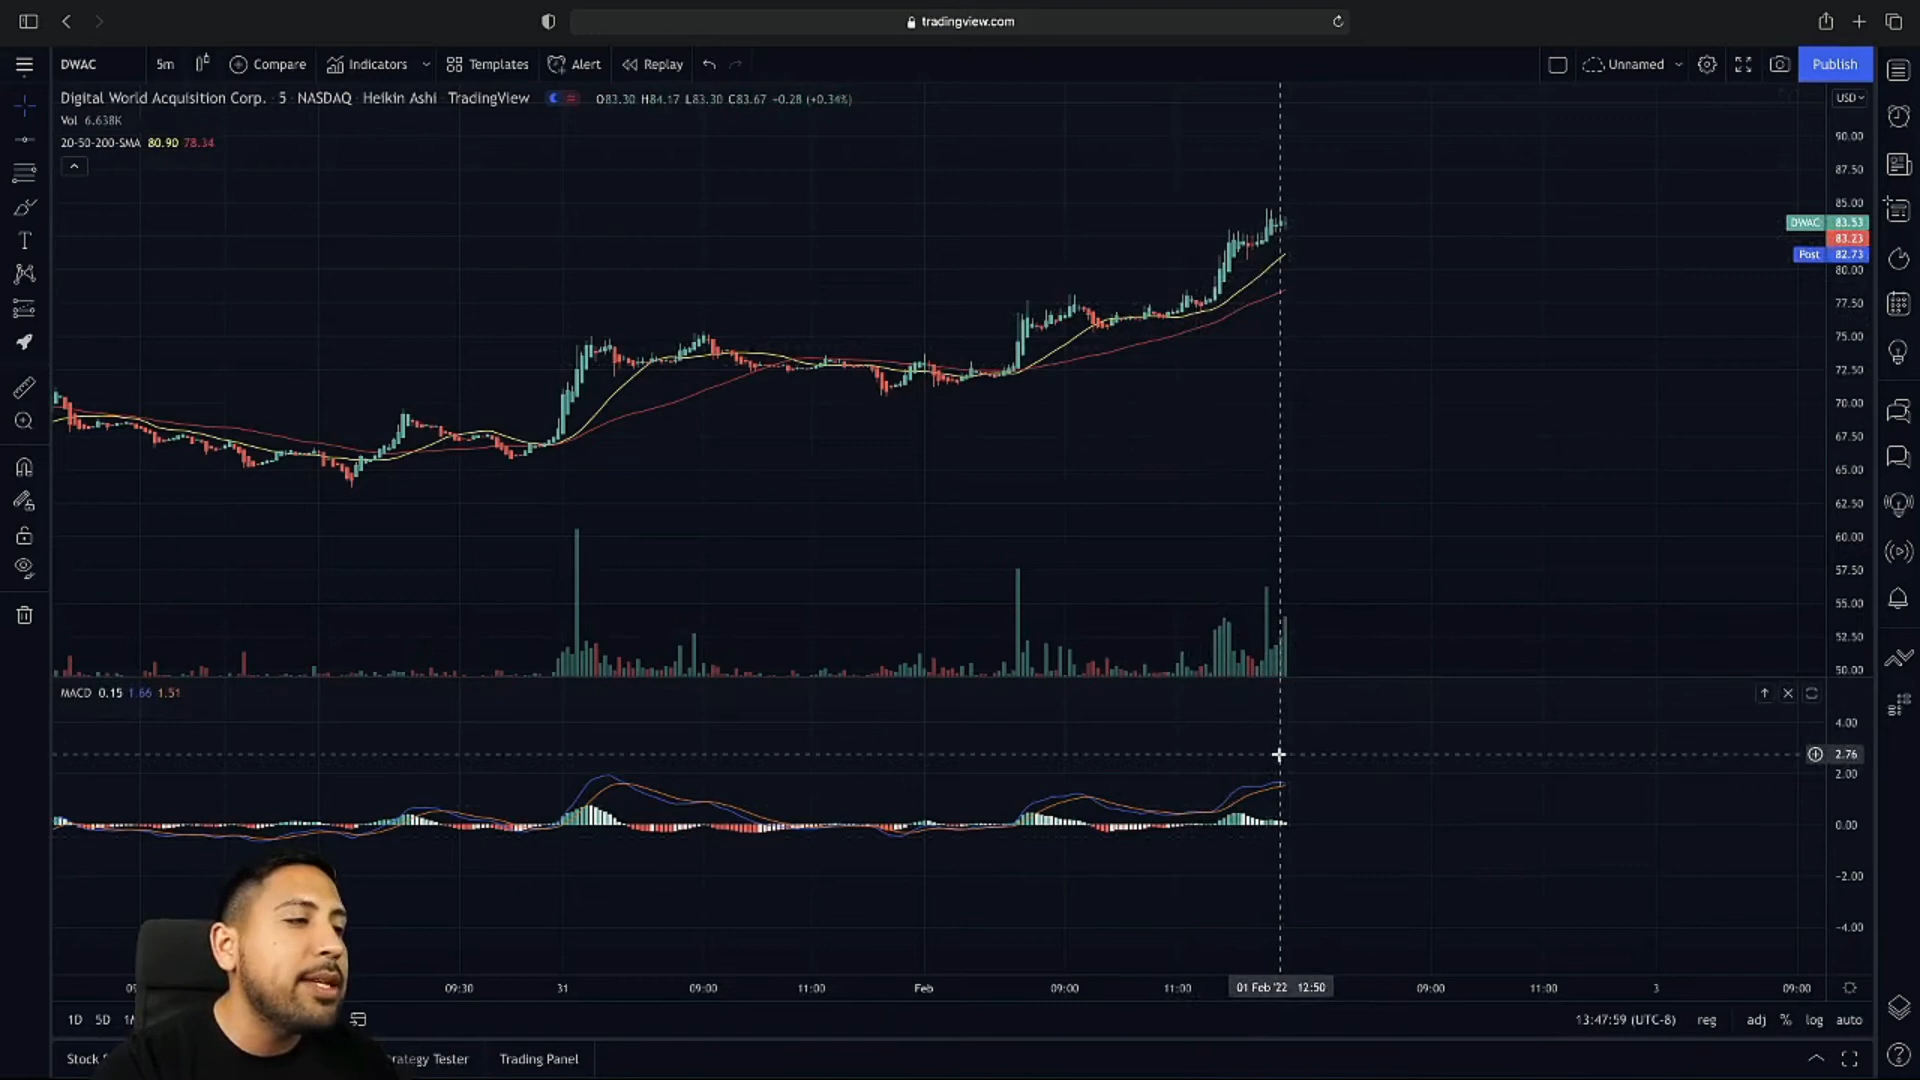 tradingview.com
DWAC 5m Compare Indicators Templates Alert Replay Unnamed Publish
Digital World Acquisition Corp. · 5 · NASDAQ · Heikin Ashi · TradingView O83.30 H84.17 L83.30 C83.67 −0.28 (+0.34%)
USD
Vol 6.638K
20-50-200-SMA 80.90 78.34
90.00
87.50
85.00
DWAC 83.53
83.23
Post 82.73
80.00
77.50
75.00
72.50
70.00
67.50
65.00
62.50
60.00
57.50
55.00
52.50
50.00
MACD 0.15 1.66 1.51
4.00
2.76
2.00
0.00
−2.00
−4.00
09:30 31 09:00 11:00 Feb 09:00 11:00 01 Feb '22 12:50 09:00 11:00 3 09:00
1D 5D 13:47:59 (UTC-8) reg adj % log auto
Stock Tester Trading Panel